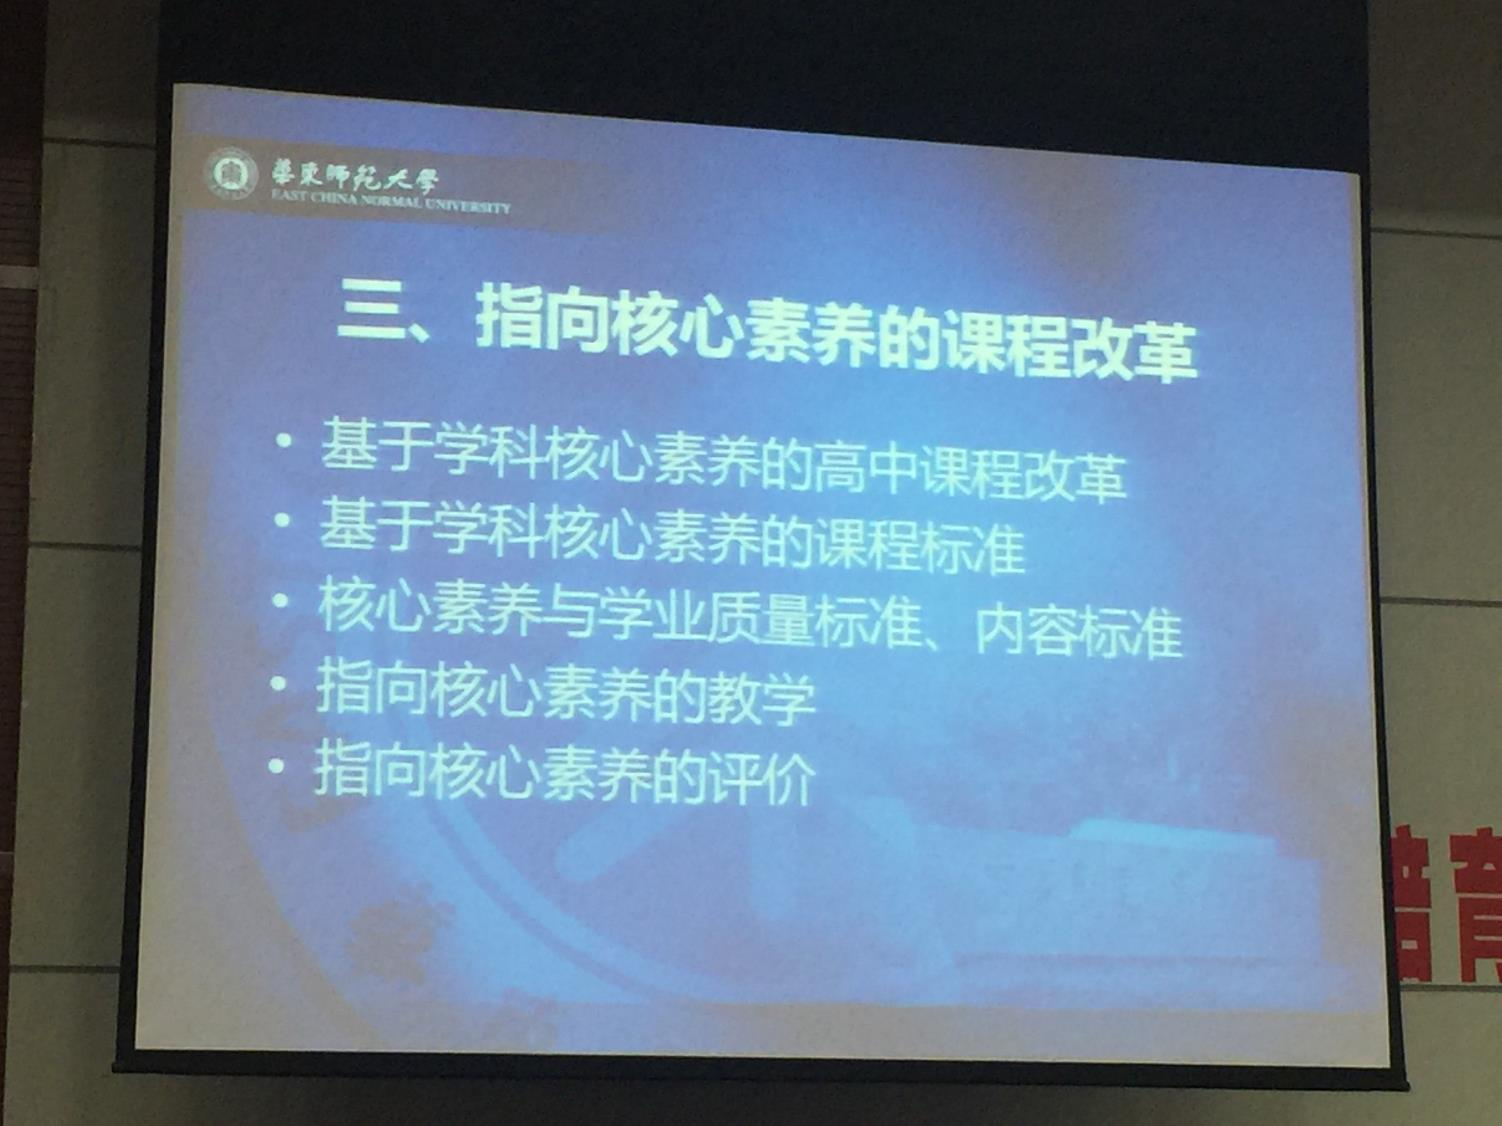 華東師範大學
EAST CHINA NORMAL UNIVERSITY
三、指向核心素养的课程改革
• 基于学科核心素养的高中课程改革
• 基于学科核心素养的课程标准
• 核心素养与学业质量标准、内容标准
• 指向核心素养的教学
• 指向核心素养的评价
育